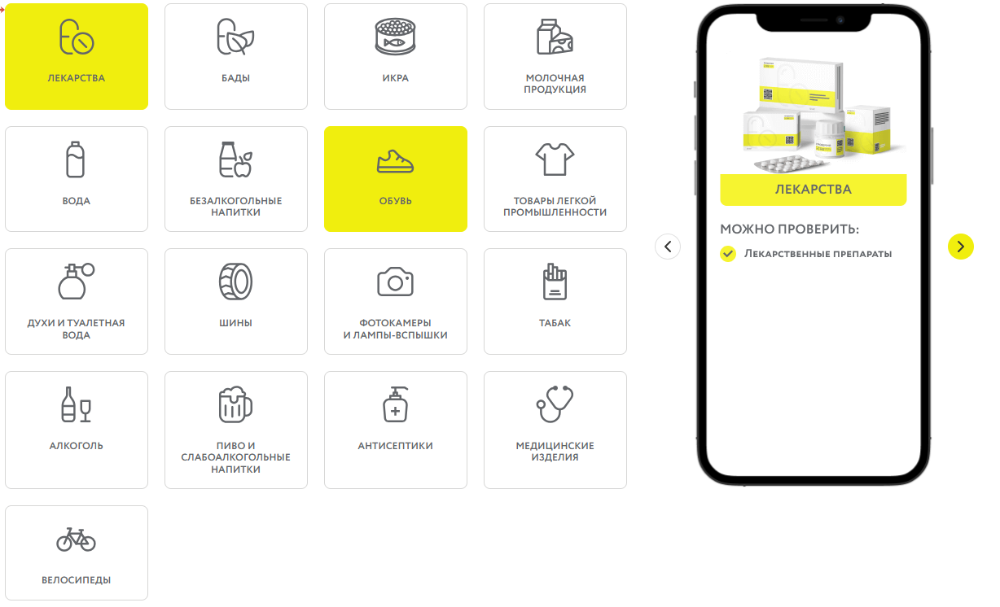 ЛЕКАРСТВА
БАДЫ
ИКРА
МОЛОЧНАЯ
ПРОДУКЦИЯ
ВОДА
БЕЗАЛКОГОЛЬНЫЕ
НАПИТКИ
ОБУВЬ
ТОВАРЫ ЛЕГКОЙ
ПРОМЫШЛЕННОСТИ
ДУХИ И ТУАЛЕТНАЯ
ВОДА
ШИНЫ
ФОТОКАМЕРЫ
И ЛАМПЫ-ВСПЫШКИ
ТАБАК
АЛКОГОЛЬ
ПИВО И
СЛАБОАЛКОГОЛЬНЫЕ
НАПИТКИ
АНТИСЕПТИКИ
МЕДИЦИНСКИЕ
ИЗДЕЛИЯ
ВЕЛОСИПЕДЫ
ЛЕКАРСТВА
МОЖНО ПРОВЕРИТЬ:
Лекарственные препараты